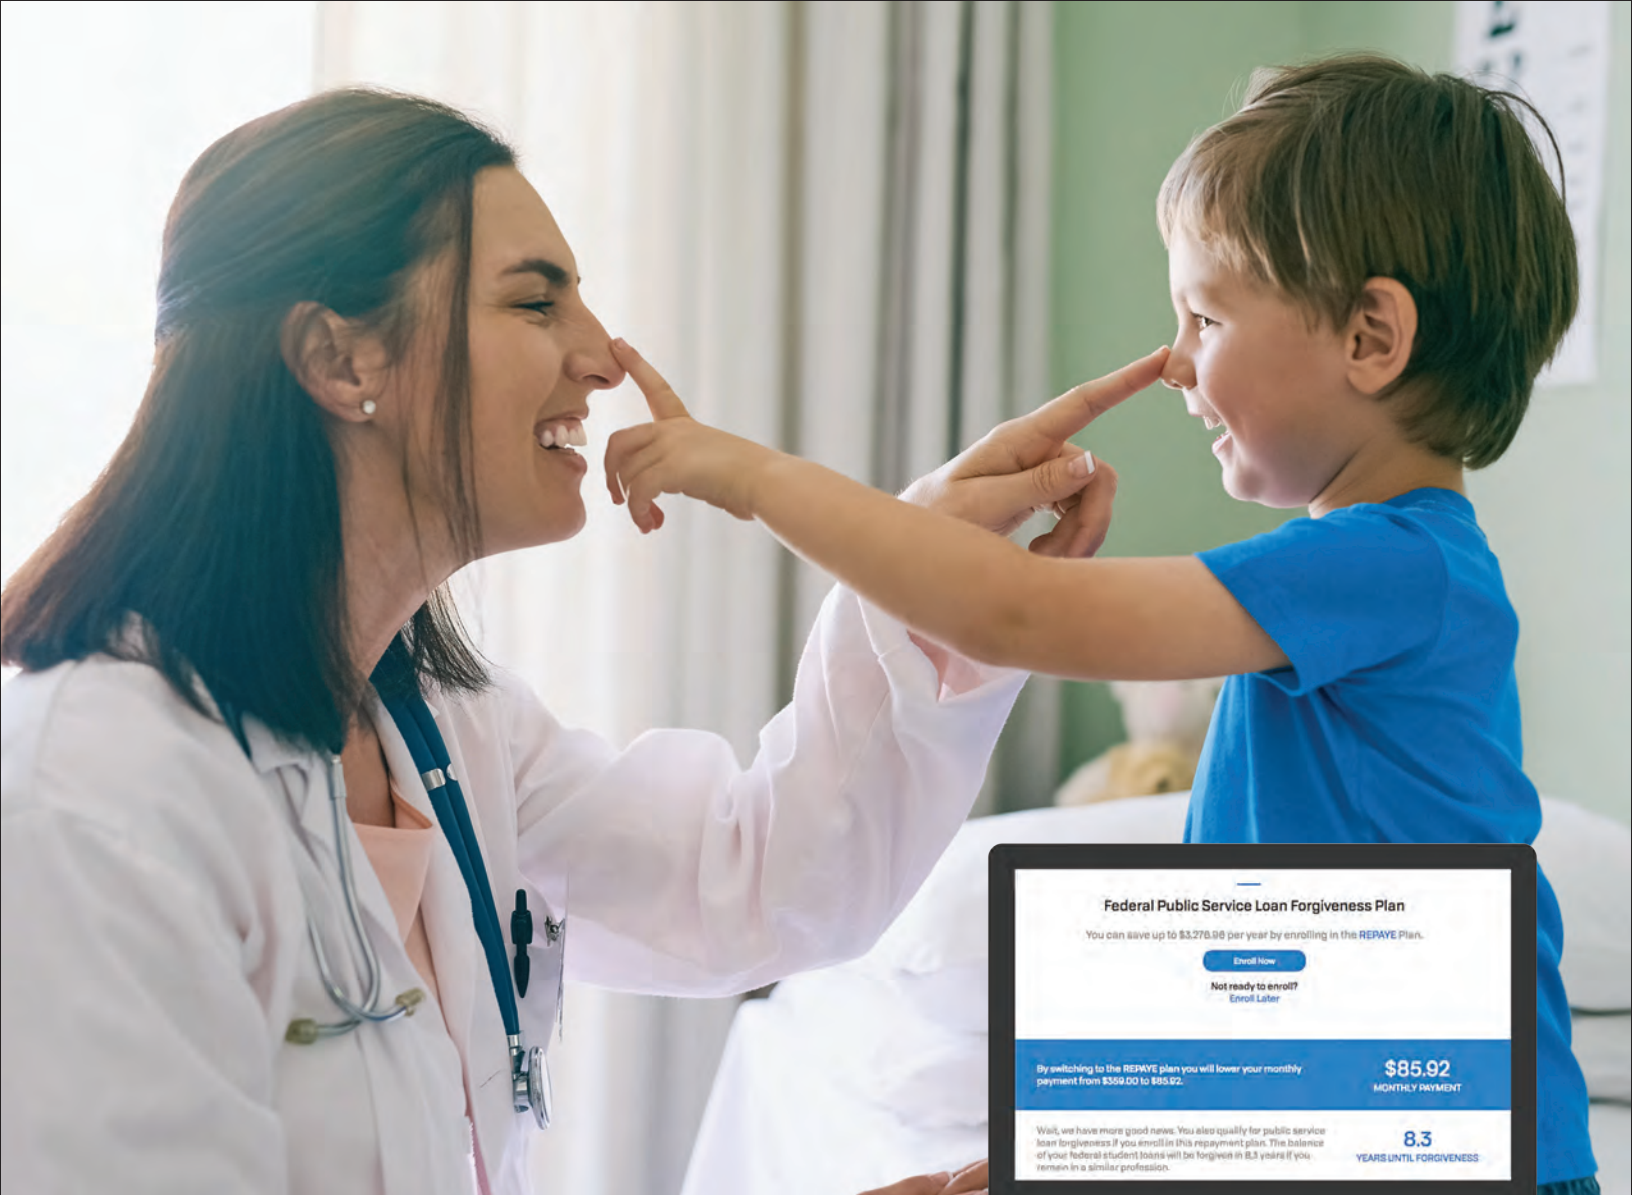 Federal Public Service Loan Forgiveness Plan
You can save up to $3,276.96 per year by enrolling in the REPAYE Plan.
Enroll Now
Not ready to enroll?
Enroll Later
By switching to the REPAYE plan you will lower your monthly
payment from $359.00 to $85.92.
$85.92
MONTHLY PAYMENT
Wait, we have more good news. You also qualify for public service
loan forgiveness if you enroll in this repayment plan. The balance
of your federal student loans will be forgiven in 8.3 years if you
remain in a similar profession.
8.3
YEARS UNTIL FORGIVENESS